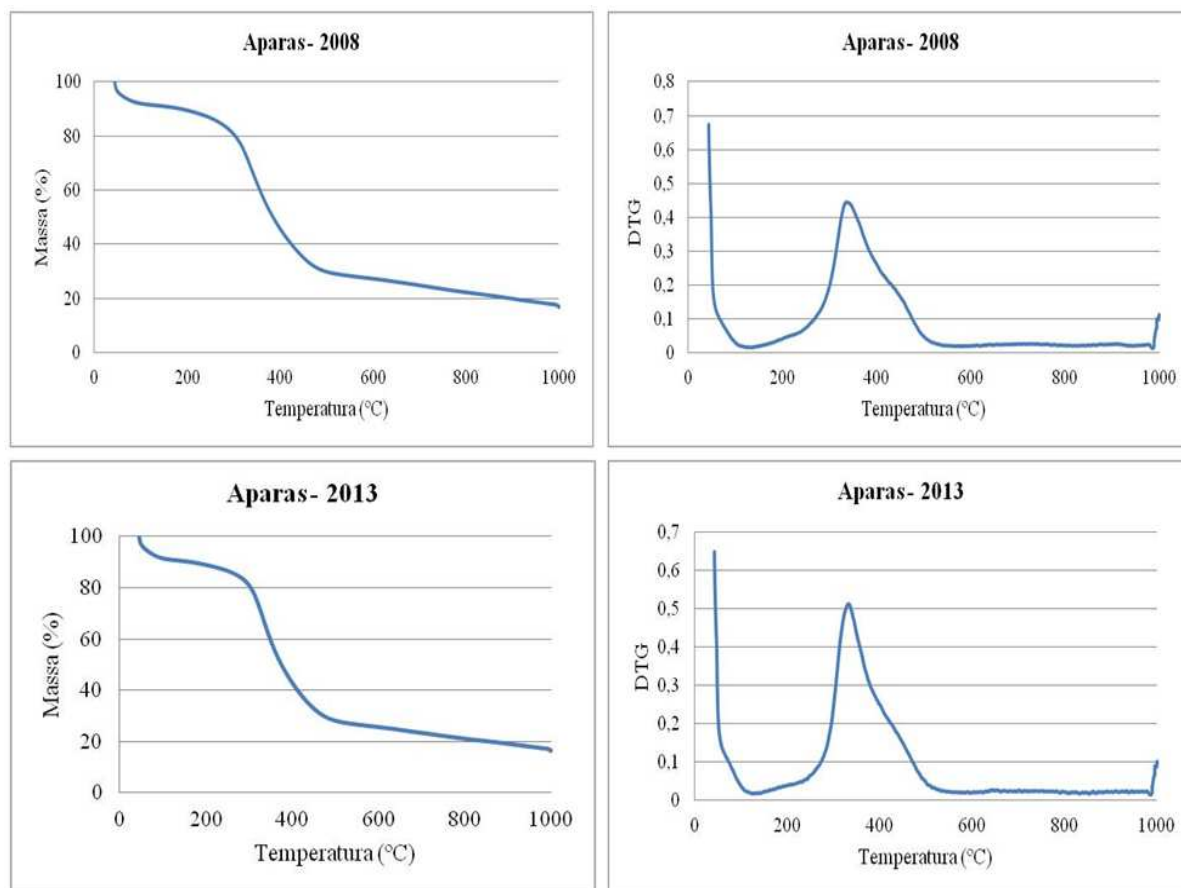 Aparas- 2008
Massa (%)
100
80
60
40
20
0
0 200 400 600 800 1000
Temperatura (°C)
Aparas- 2008
DTG
0,8
0,7
0,6
0,5
0,4
0,3
0,2
0,1
0
0 200 400 600 800 1000
Temperatura (°C)
Aparas- 2013
Massa (%)
100
80
60
40
20
0
0 200 400 600 800 1000
Temperatura (°C)
Aparas- 2013
DTG
0,7
0,6
0,5
0,4
0,3
0,2
0,1
0
0 200 400 600 800 1000
Temperatura (°C)